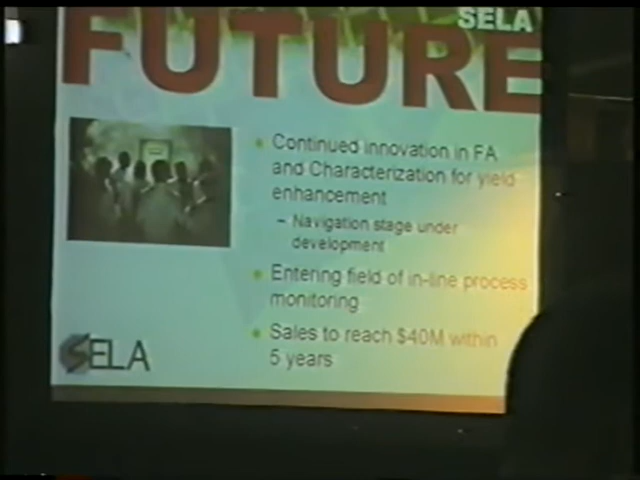 SELA
FUTURE
Continued innovation in FA
and Characterization for yield
enhancement
– Navigation stage under
development
Entering field of in-line process
monitoring
Sales to reach $40M within
5 years
SELA